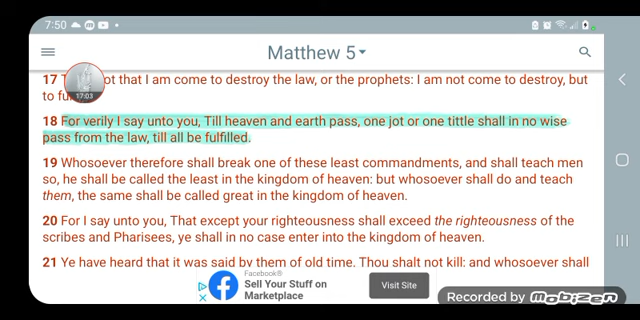 7:50
Matthew 5
17 not that I am come to destroy the law, or the prophets: I am not come to destroy, but
to
17:03
18 For verily I say unto you, Till heaven and earth pass, one jot or one tittle shall in no wise
pass from the law, till all be fulfilled.
19 Whosoever therefore shall break one of these least commandments, and shall teach men
so, he shall be called the least in the kingdom of heaven: but whosoever shall do and teach
them, the same shall be called great in the kingdom of heaven.
20 For I say unto you, That except your righteousness shall exceed the righteousness of the
scribes and Pharisees, ye shall in no case enter into the kingdom of heaven.
21 Ye have heard that it was said by them of old time, Thou shalt not kill; and whosoever shall
Facebook®
Sell Your Stuff on
Marketplace
Visit Site
Recorded by Mobizen